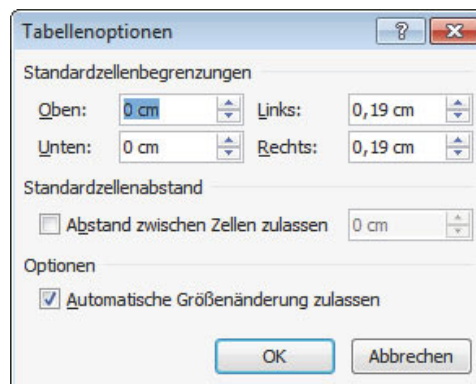 Tabellenoptionen
Standardzellenbegrenzungen
Oben: 0 cm Links: 0,19 cm
Unten: 0 cm Rechts: 0,19 cm
Standardzellenabstand
Abstand zwischen Zellen zulassen 0 cm
Optionen
Automatische Größenänderung zulassen
OK Abbrechen